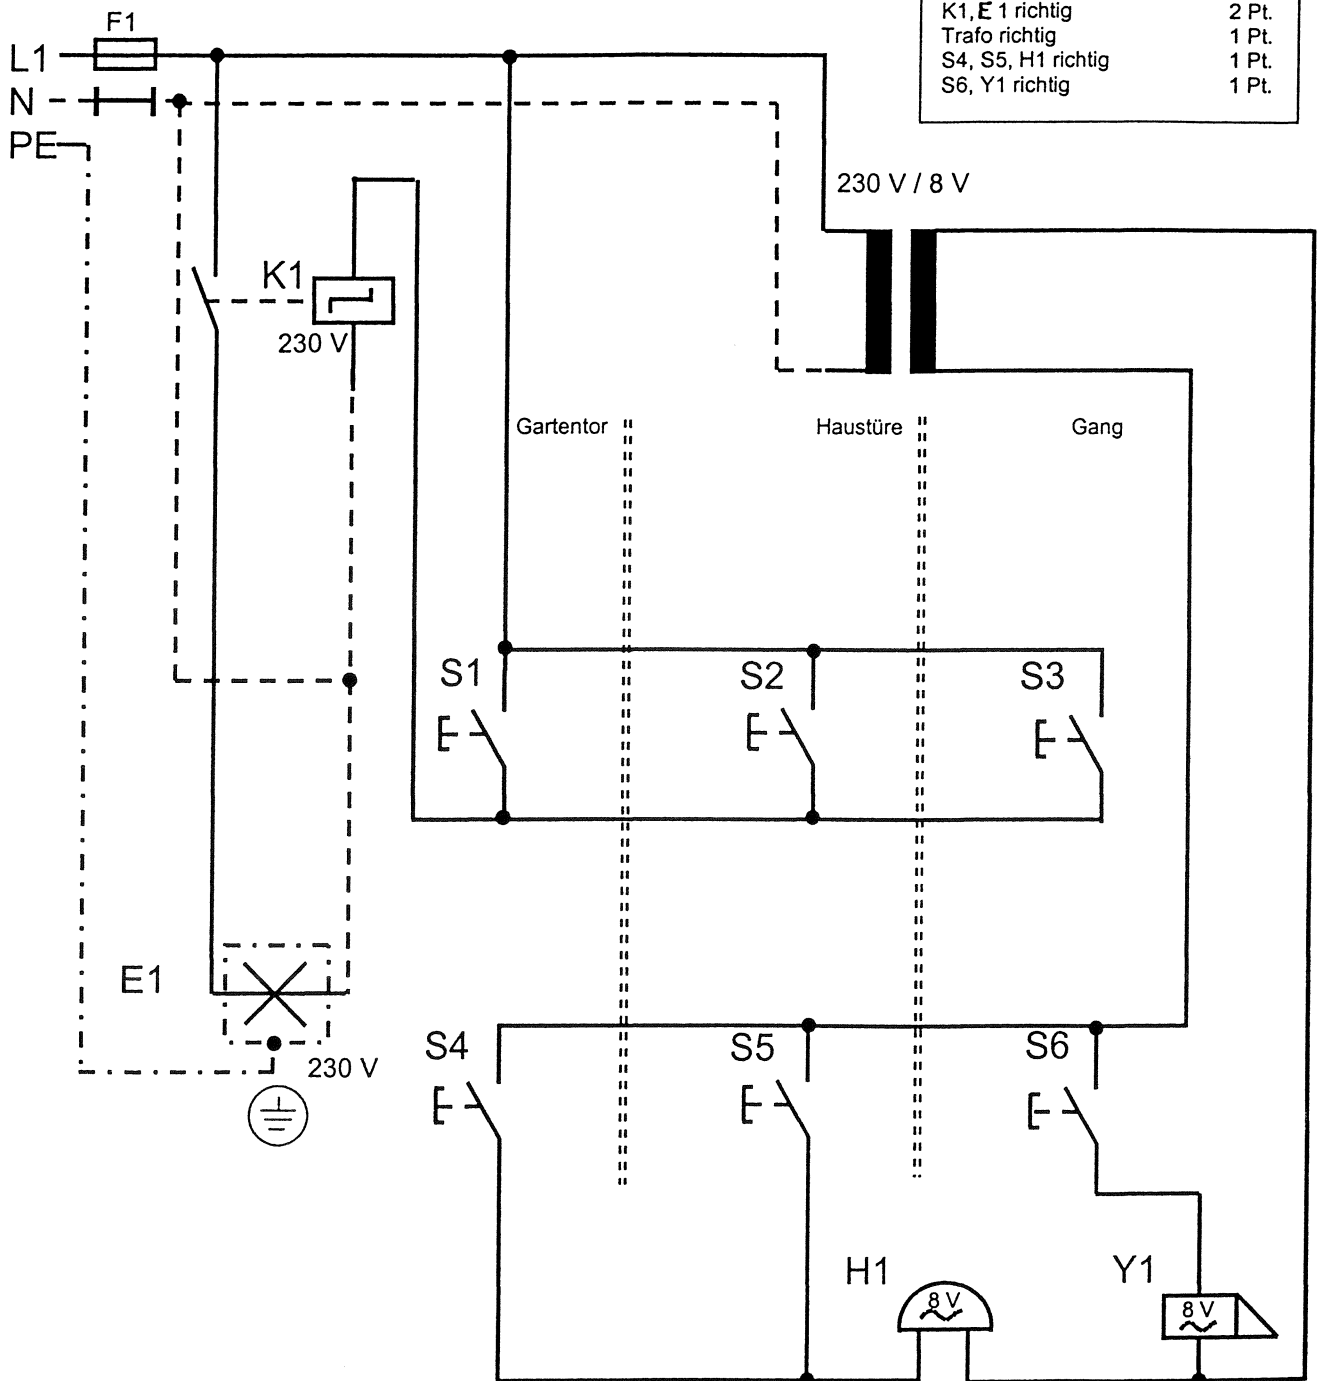 K1, E 1 richtig 2 Pt.
Trafo richtig 1 Pt.
S4, S5, H1 richtig 1 Pt.
S6, Y1 richtig 1 Pt.
F1
L1
N
PE
230 V / 8 V
K1
230 V
Gartentor Haustüre Gang
S1 S2 S3
E1
230 V
S4 S5 S6
H1 Y1
8 V 8 V